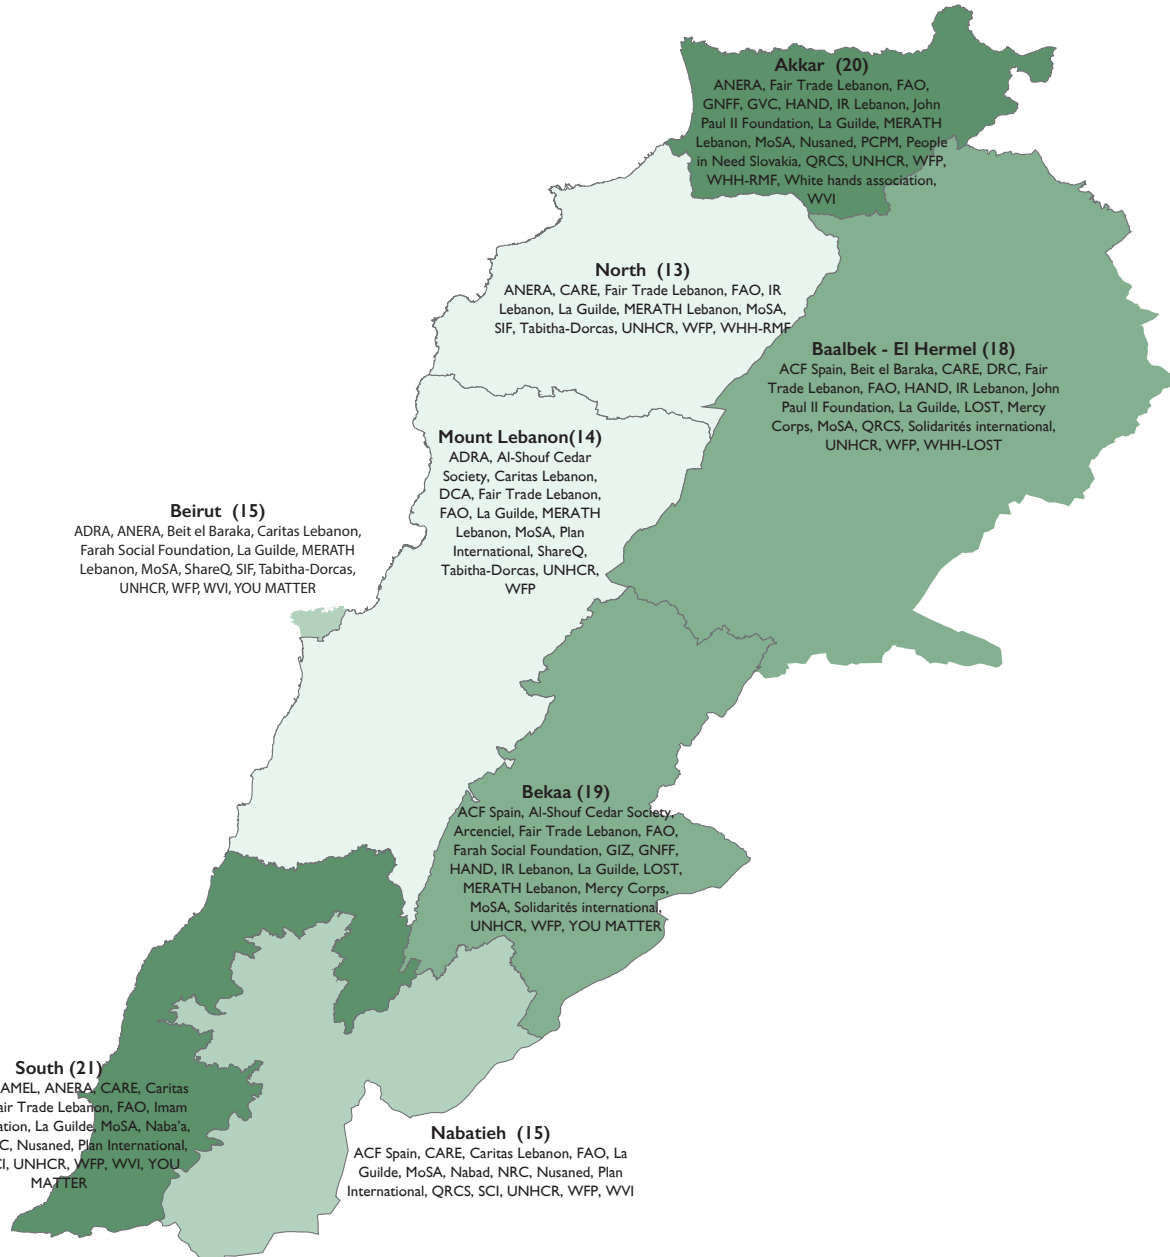 Akkar (20)
ANERA, Fair Trade Lebanon, FAO,
GNFF, GVC, HAND, IR Lebanon, John
Paul II Foundation, La Guilde, MERATH
Lebanon, MoSA, Nusaned, PCPM, People
in Need Slovakia, QRCS, UNHCR, WFP,
WHH-RMF, White hands association,
WVI
North (13)
ANERA, CARE, Fair Trade Lebanon, FAO, IR
Lebanon, La Guilde, MERATH Lebanon, MoSA,
SIF, Tabitha-Dorcas, UNHCR, WFP, WHH-RMF
Baalbek - El Hermel (18)
ACF Spain, Beit el Baraka, CARE, DRC, Fair
Trade Lebanon, FAO, HAND, IR Lebanon, John
Paul II Foundation, La Guilde, LOST, Mercy
Corps, MoSA, QRCS, Solidarités international,
UNHCR, WFP, WHH-LOST
Mount Lebanon(14)
ADRA, Al-Shouf Cedar
Society, Caritas Lebanon,
DCA, Fair Trade Lebanon,
FAO, La Guilde, MERATH
Lebanon, MoSA, Plan
International, ShareQ,
Tabitha-Dorcas, UNHCR,
WFP
Beirut (15)
ADRA, ANERA, Beit el Baraka, Caritas Lebanon,
Farah Social Foundation, La Guilde, MERATH
Lebanon, MoSA, ShareQ, SIF, Tabitha-Dorcas,
UNHCR, WFP, WVI, YOU MATTER
Bekaa (19)
ACF Spain, Al-Shouf Cedar Society,
Arcenciel, Fair Trade Lebanon, FAO,
Farah Social Foundation, GIZ, GNFF,
HAND, IR Lebanon, La Guilde, LOST,
MERATH Lebanon, Mercy Corps,
MoSA, Solidarités international,
UNHCR, WFP, YOU MATTER
South (21)
AMEL, ANERA, CARE, Caritas
Trade Lebanon, FAO, Imam
La Guilde, MoSA, Naba'a,
Nusaned, Plan International,
UNHCR, WFP, WVI, YOU
MATTER
Nabatieh (15)
ACF Spain, CARE, Caritas Lebanon, FAO, La
Guilde, MoSA, Nabad, NRC, Nusaned, Plan
International, QRCS, SCI, UNHCR, WFP, WVI